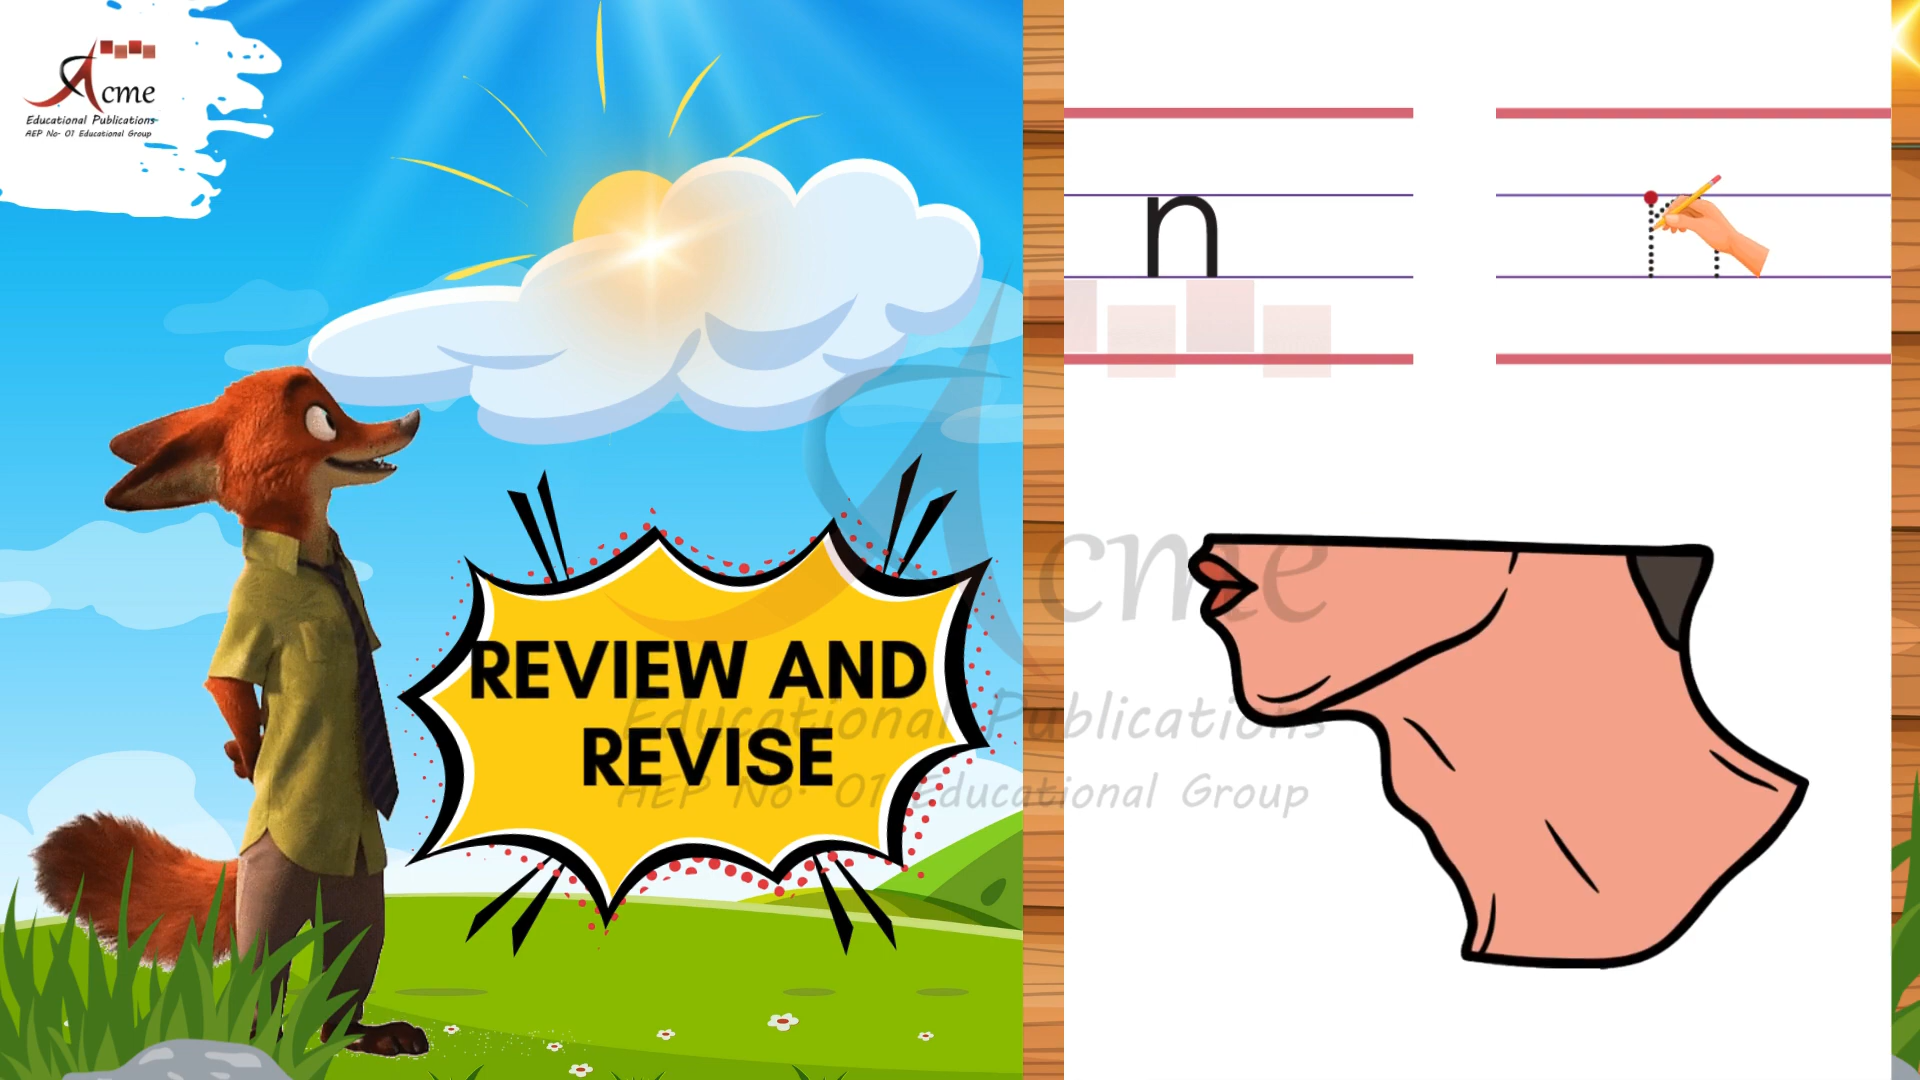 Acme
Educational Publications
AEP No- 01 Educational Group
REVIEW AND
REVISE
n
Acme
Educational Publications
AEP No- 01 Educational Group